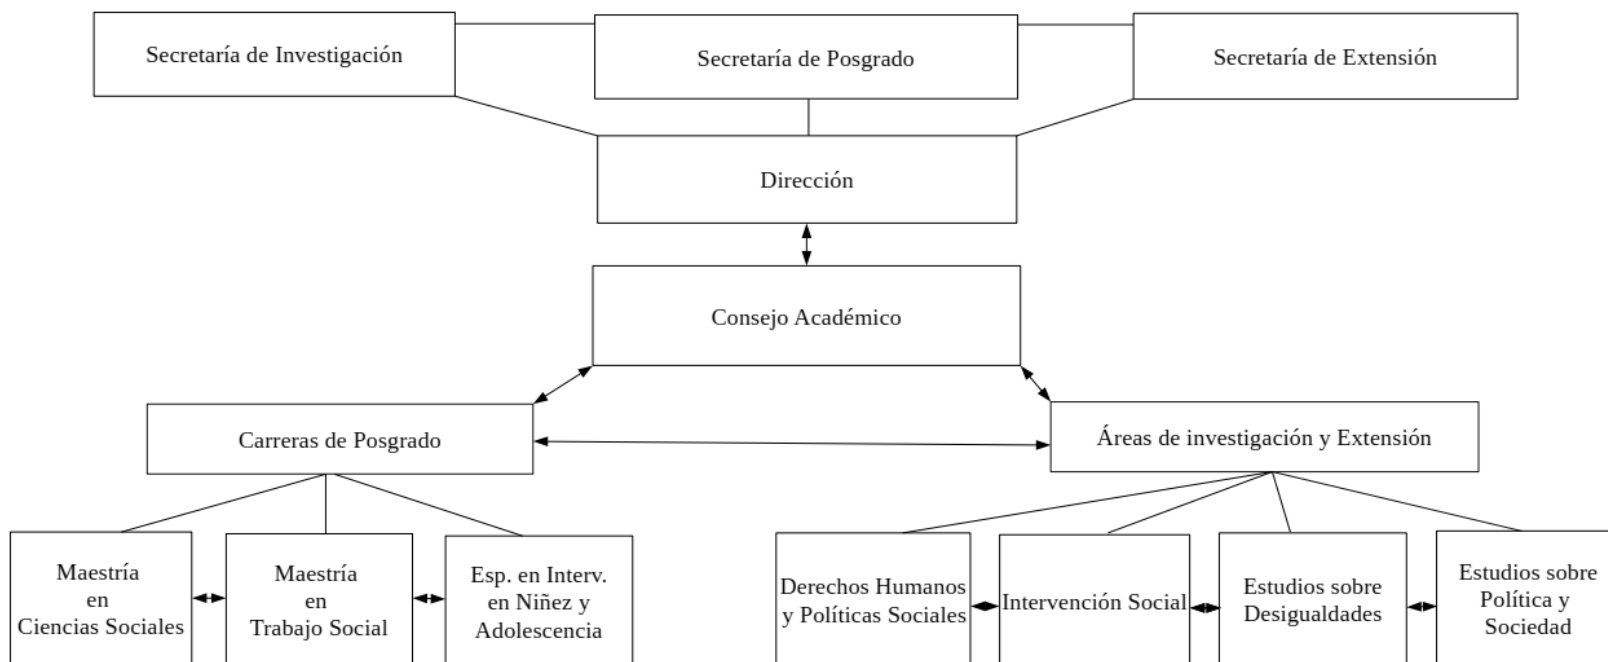 Secretaría de Investigación
Secretaría de Posgrado
Secretaría de Extensión
Dirección
Consejo Académico
Carreras de Posgrado
Áreas de investigación y Extensión
Maestría
en
Ciencias Sociales
Maestría
en
Trabajo Social
Esp. en Interv.
en Niñez y
Adolescencia
Derechos Humanos
y Políticas Sociales
Intervención Social
Estudios sobre
Desigualdades
Estudios sobre
Política y
Sociedad